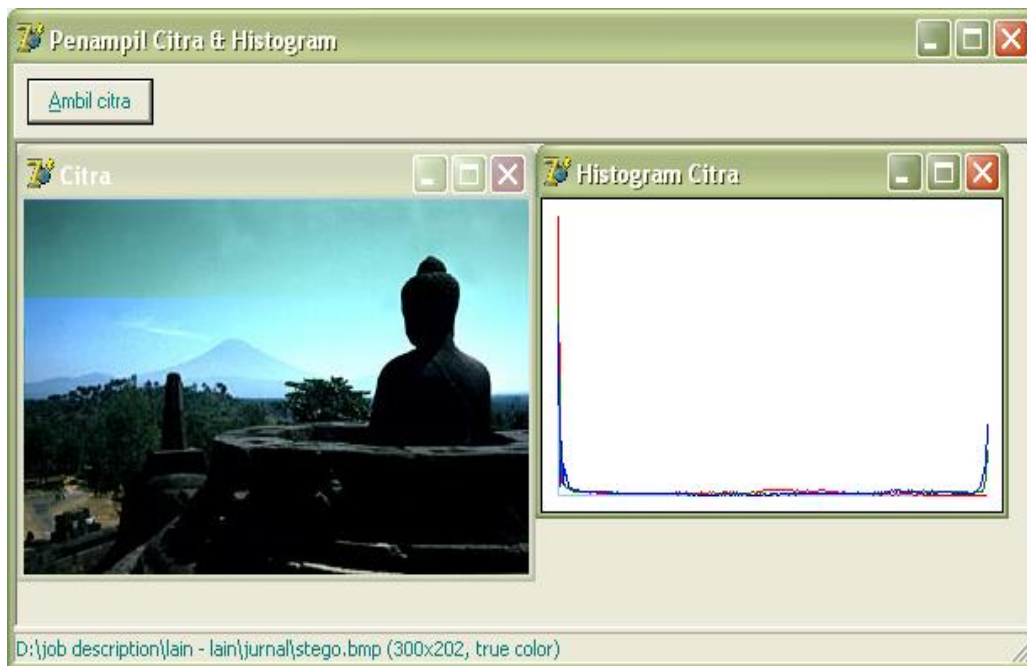 Penampil Citra & Histogram
Ambil citra
Citra
Histogram Citra
D:\job description\lain - lain\jurnal\stego.bmp (300x202, true color)